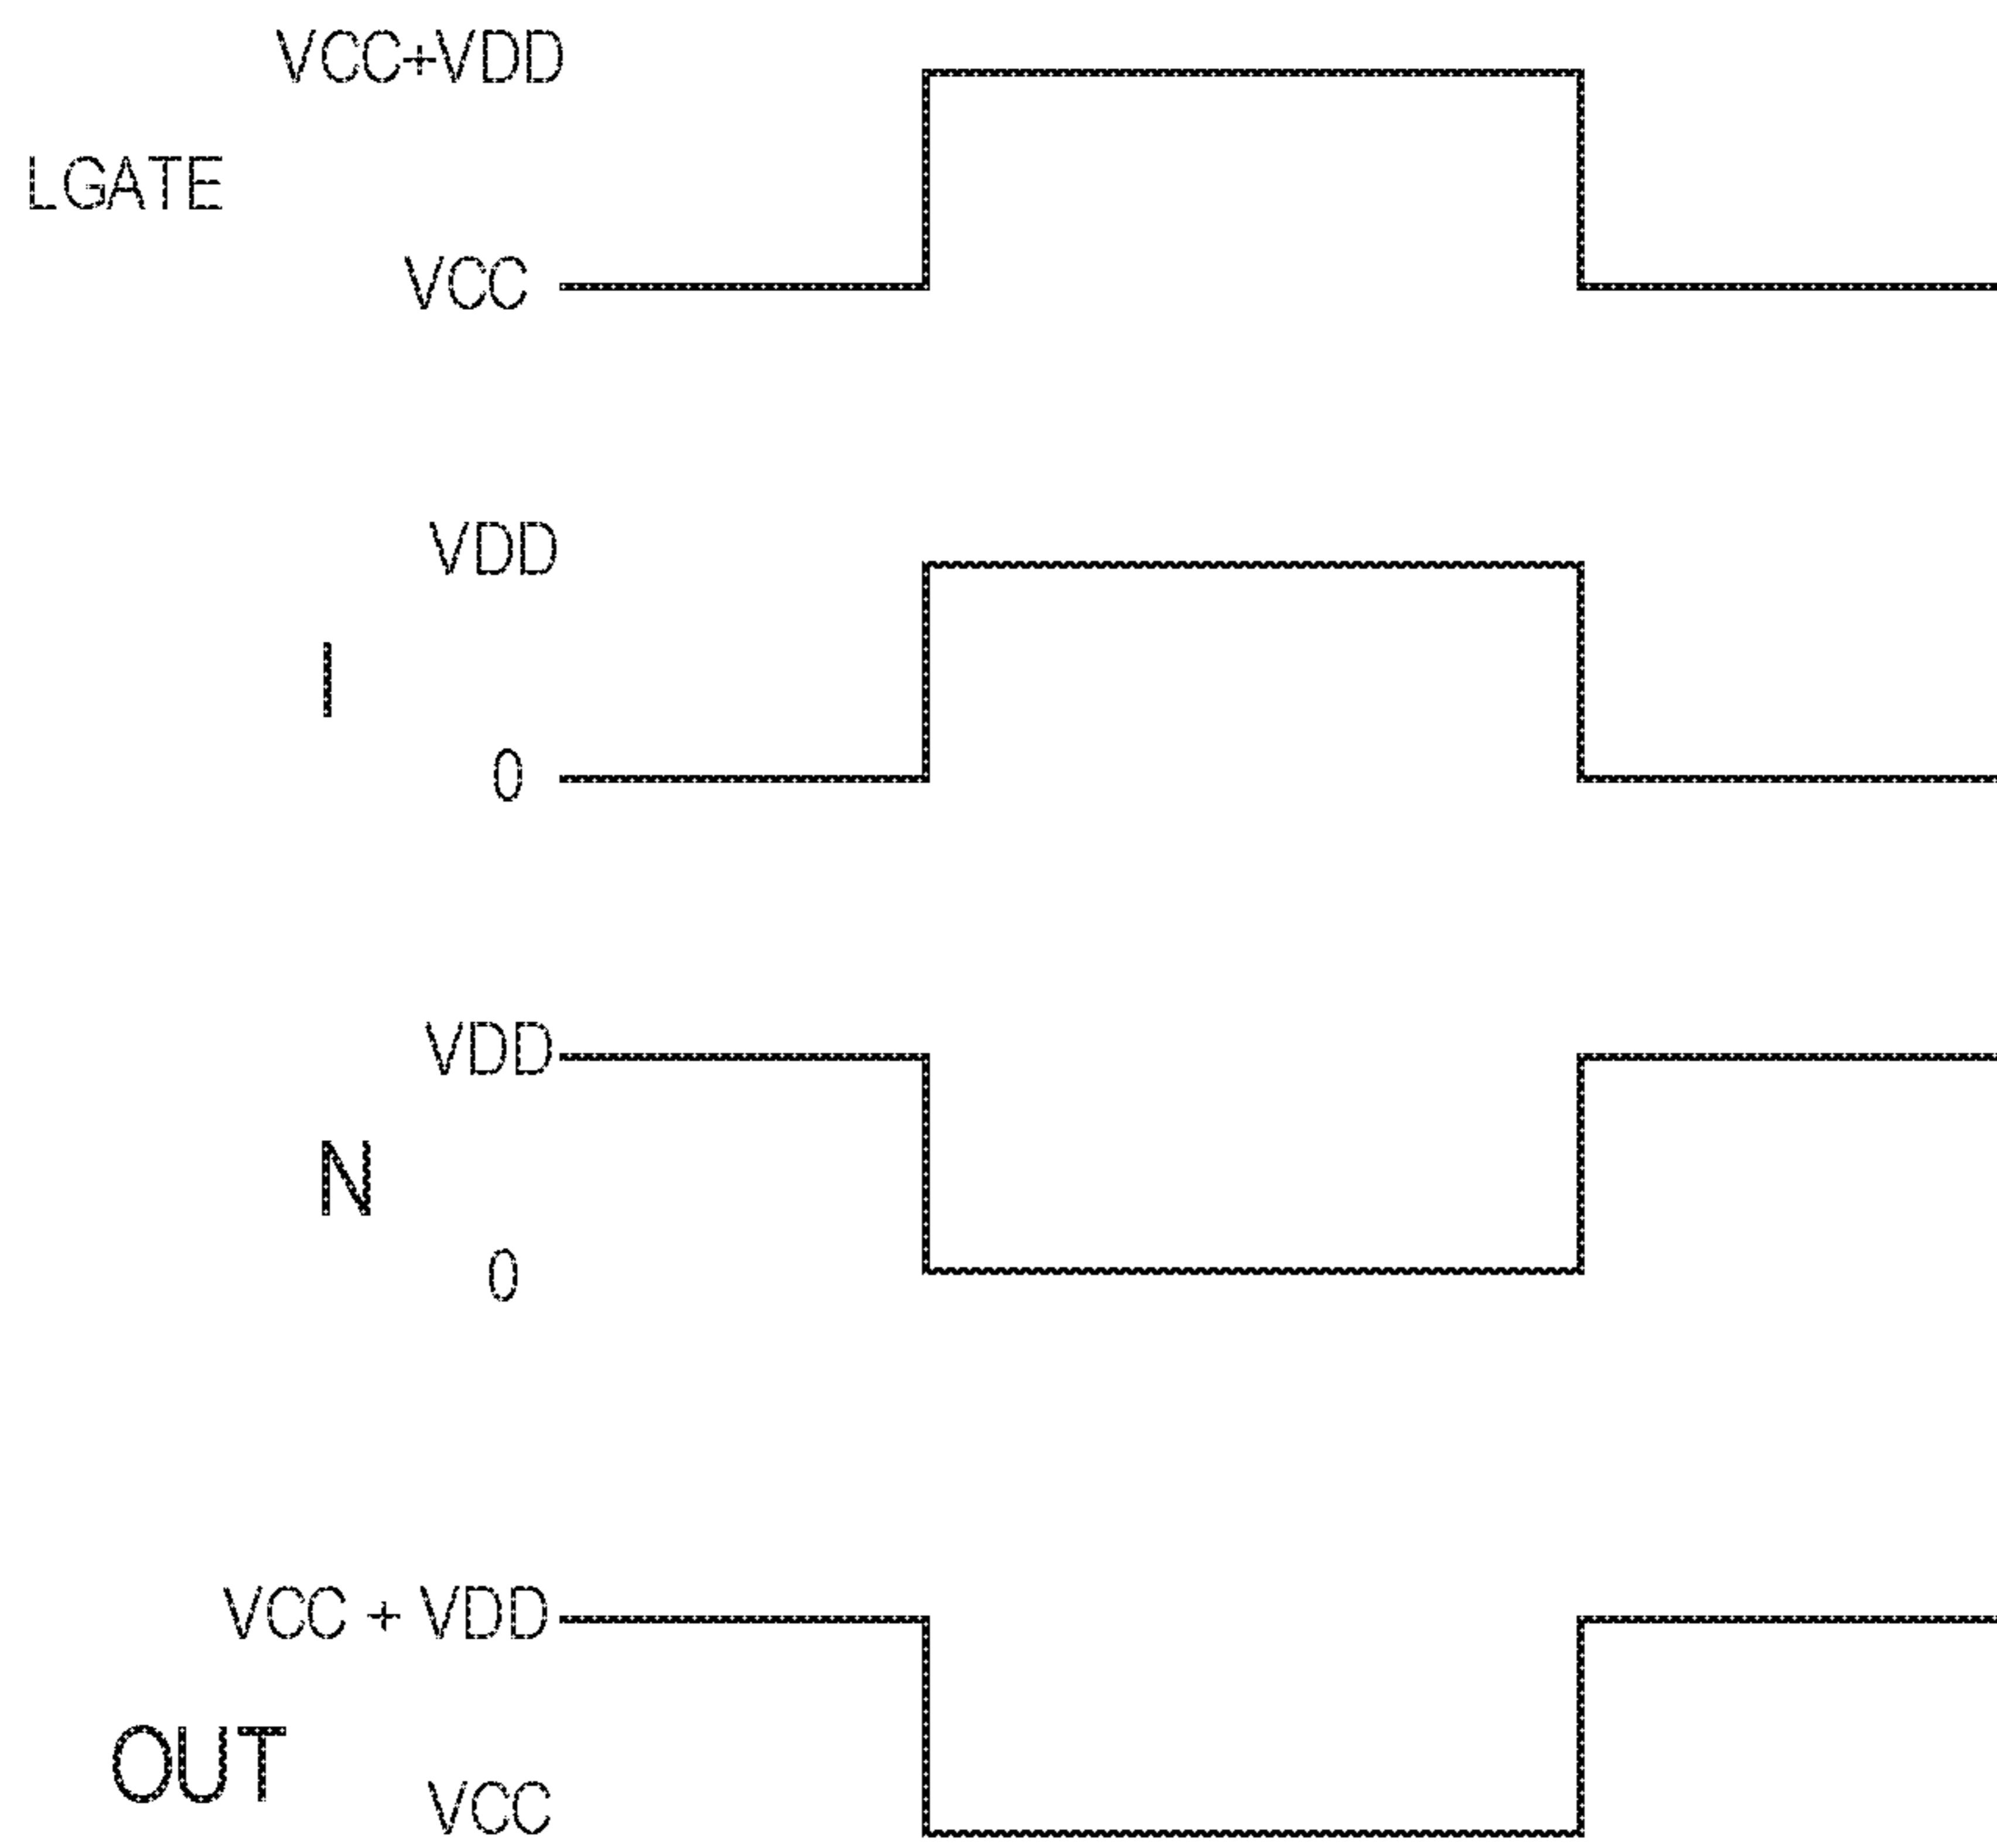 VCC+VDD
LGATE
VCC
VDD
I
0
VDD
N
0
VCC + VDD
OUT
VCC